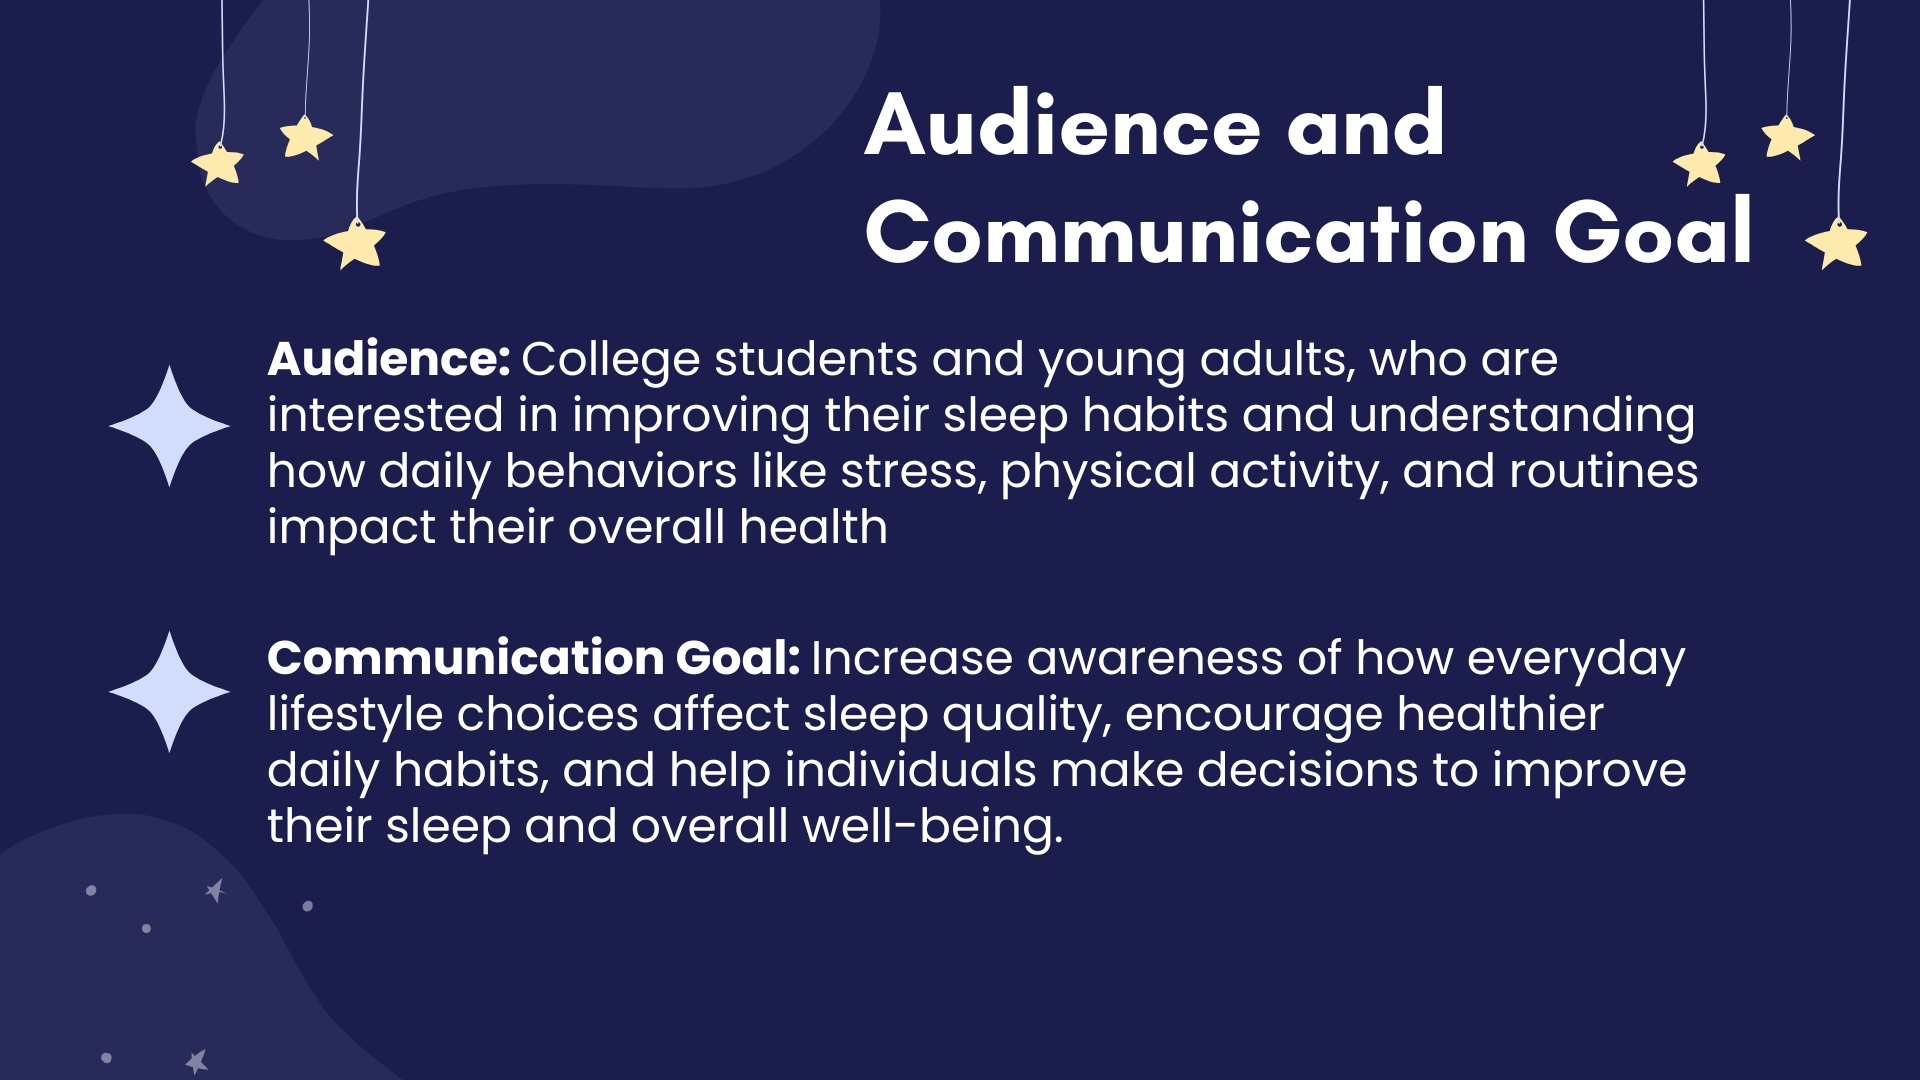 Audience and
Communication Goal
Audience: College students and young adults, who are
interested in improving their sleep habits and understanding
how daily behaviors like stress, physical activity, and routines
impact their overall health
Communication Goal: Increase awareness of how everyday
lifestyle choices affect sleep quality, encourage healthier
daily habits, and help individuals make decisions to improve
their sleep and overall well-being.